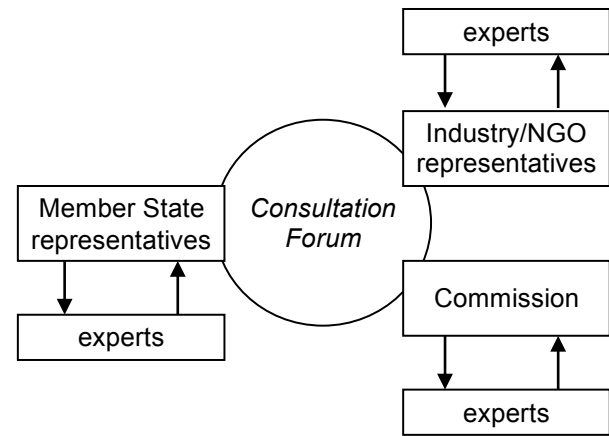 experts
Industry/NGO
representatives
Member State
representatives
Consultation
Forum
Commission
experts
experts